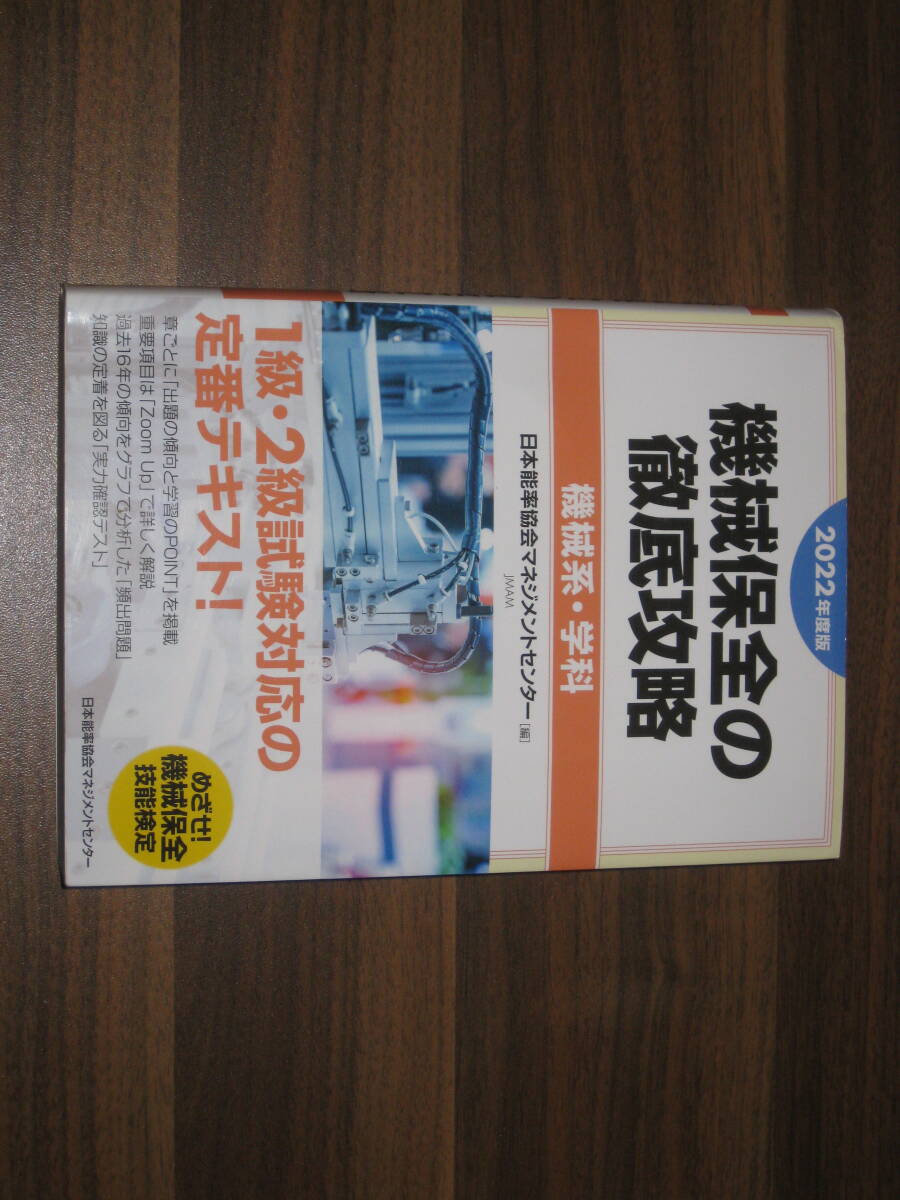 2022年度版
機械保全の
徹底攻略
機械系・学科
日本能率協会マネジメントセンター[編]
JMAM
1級・2級試験対応の
定番テキスト!
章ごとに「出題の傾向と学習のPOINT」を掲載
重要項目は「Zoom Up」で詳しく解説
過去16年の傾向をグラフで分析した「頻出問題」
知識の定着を図る「実力確認テスト」
めざせ!
機械保全
技能検定
日本能率協会マネジメントセンター